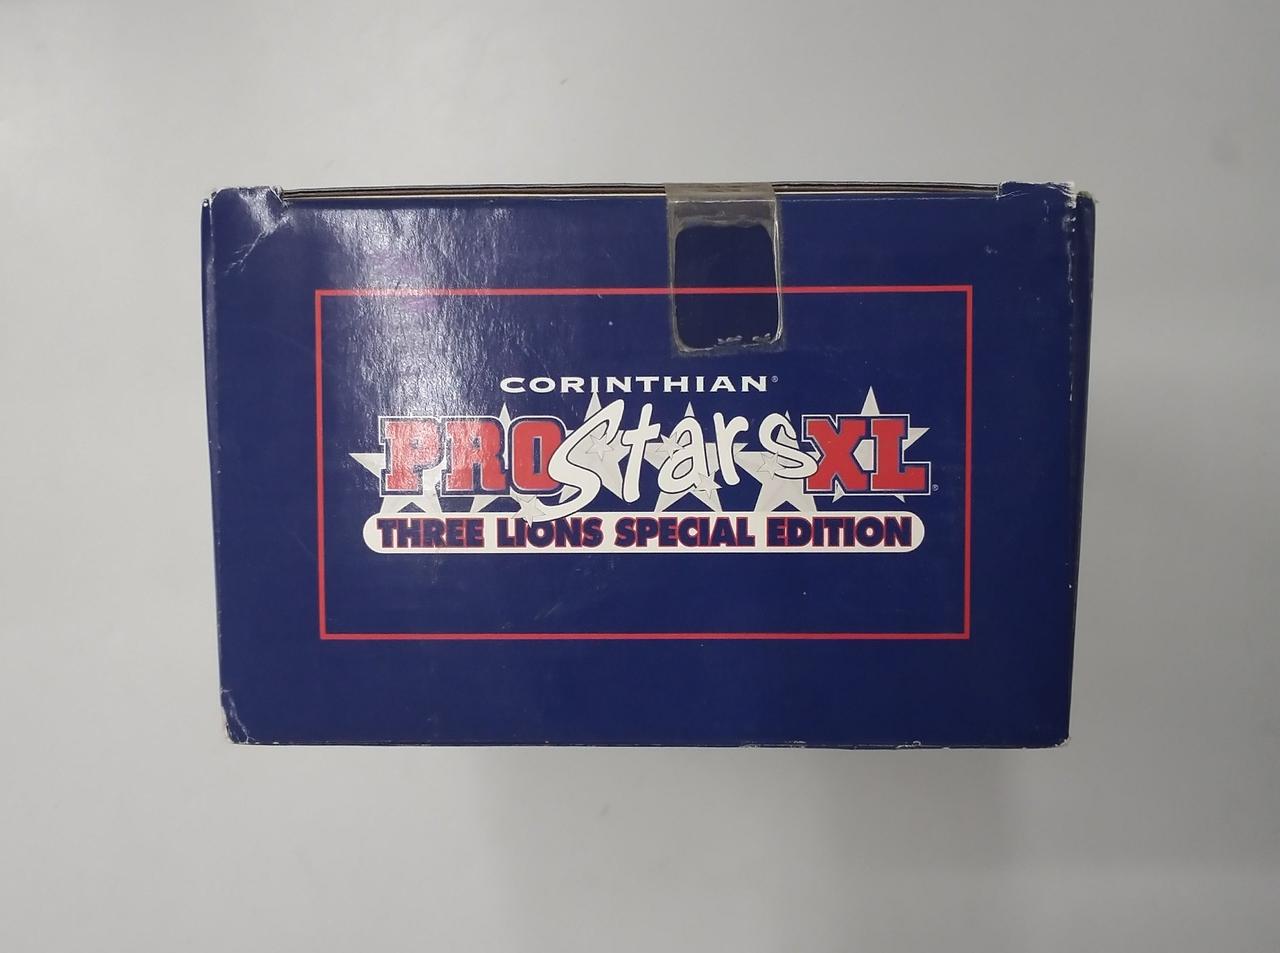 CORINTHIAN®
PROStarsXL®
THREE LIONS SPECIAL EDITION